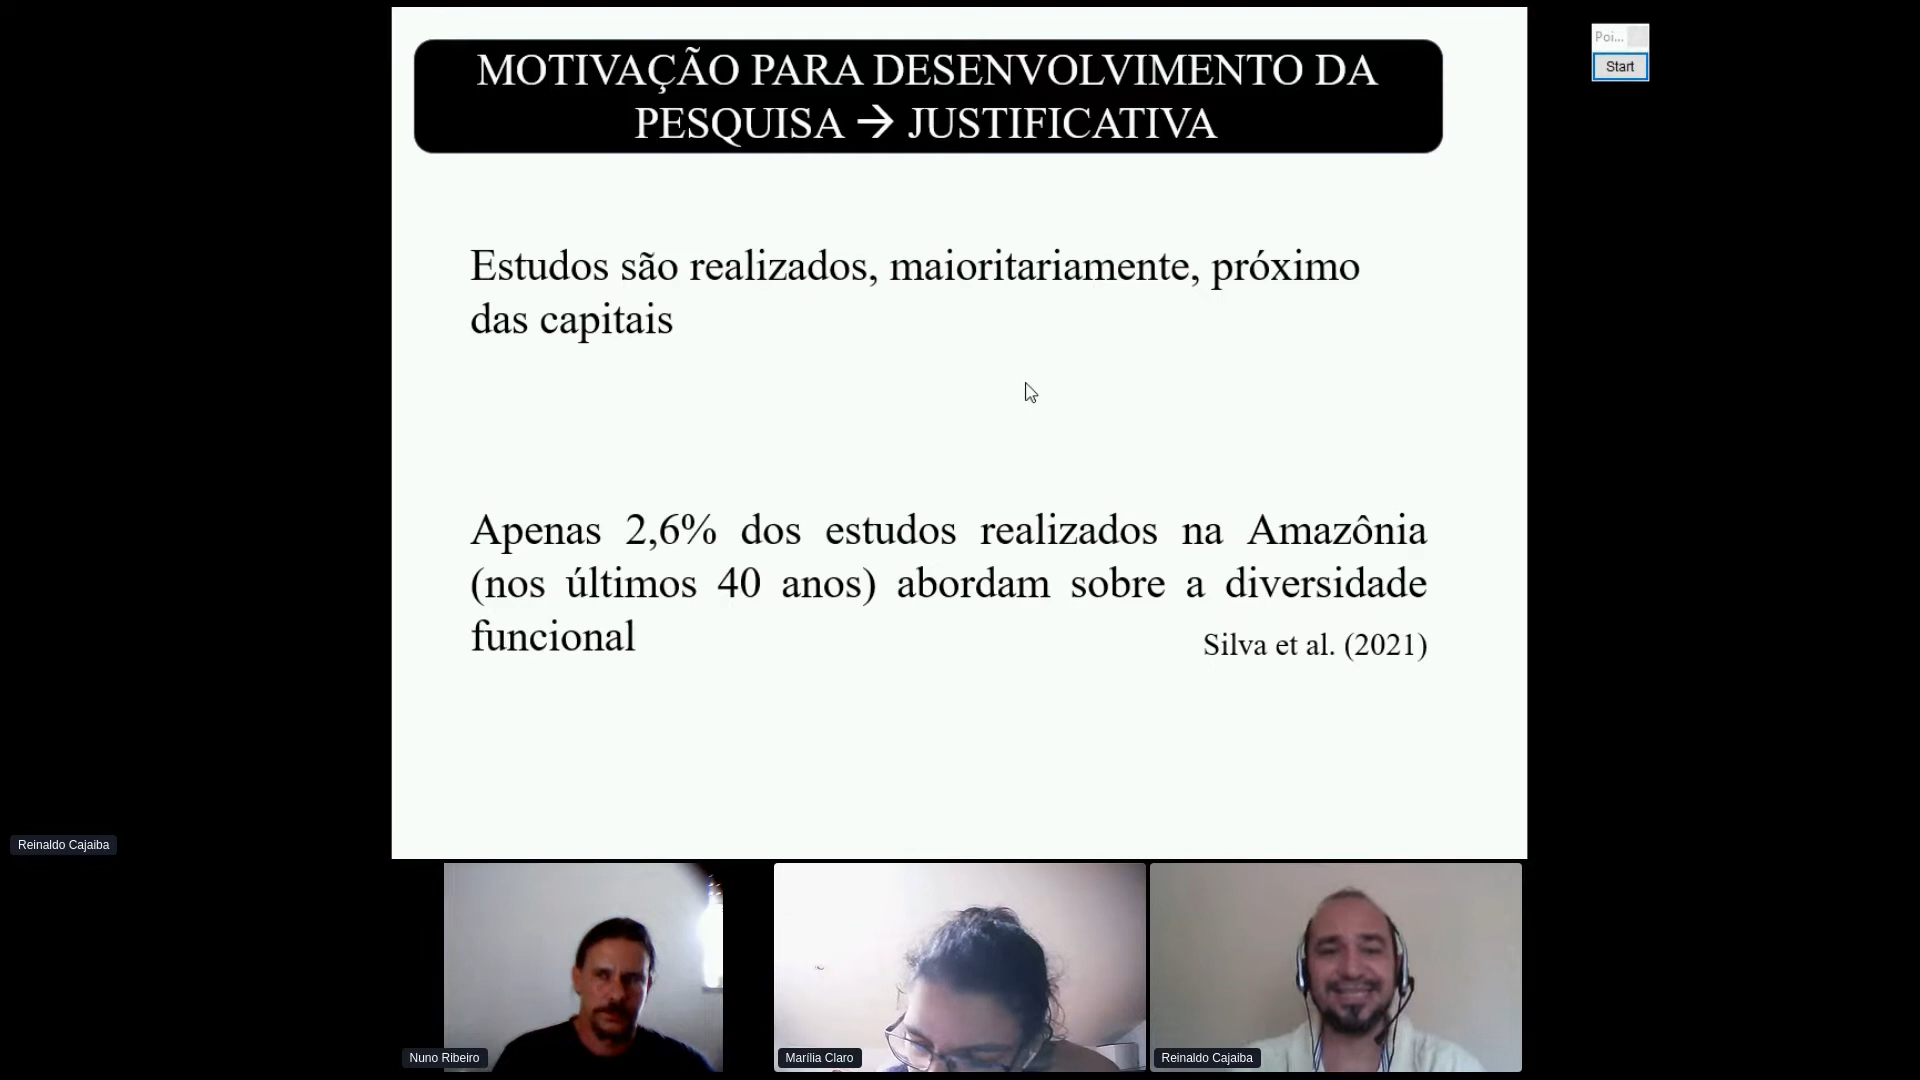 MOTIVAÇÃO PARA DESENVOLVIMENTO DA
PESQUISA → JUSTIFICATIVA
Poi...
Start
Estudos são realizados, maioritariamente, próximo
das capitais
Apenas 2,6% dos estudos realizados na Amazônia
(nos últimos 40 anos) abordam sobre a diversidade
funcional
Silva et al. (2021)
Reinaldo Cajaiba
Nuno Ribeiro
Marília Claro
Reinaldo Cajaiba